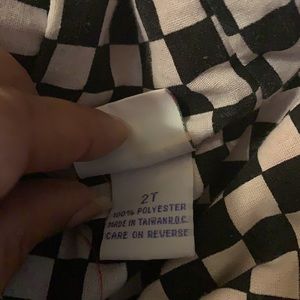 2T
100% POLYESTER
MADE IN TAIWAN R.O.C.
CARE ON REVERSE